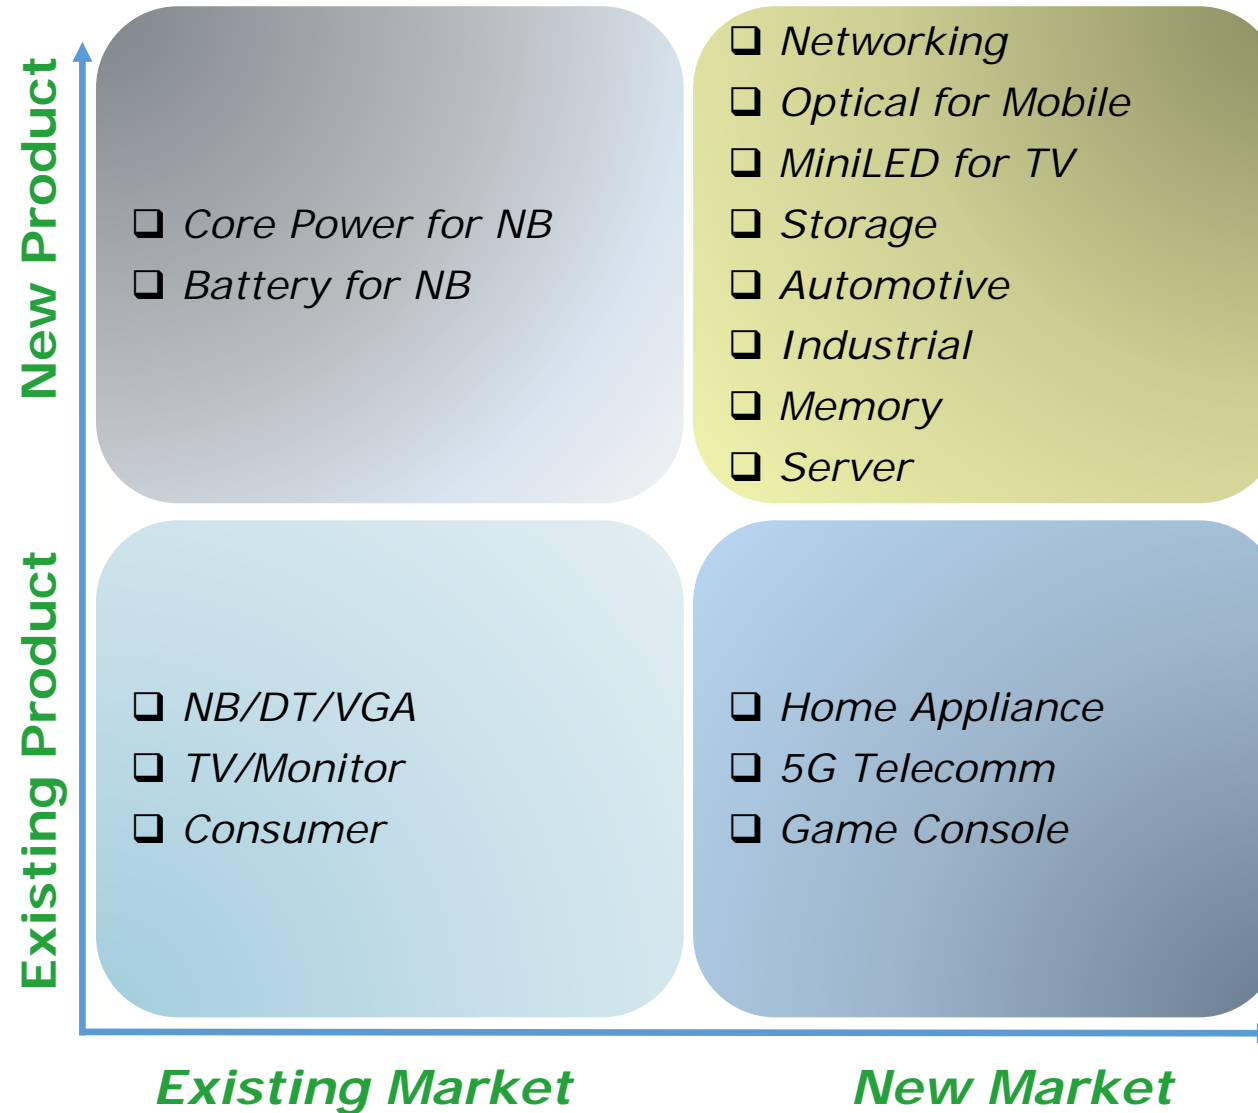 New Product
❑ Core Power for NB
❑ Battery for NB
❑ Networking
❑ Optical for Mobile
❑ MiniLED for TV
❑ Storage
❑ Automotive
❑ Industrial
❑ Memory
❑ Server
Existing Product
❑ NB/DT/VGA
❑ TV/Monitor
❑ Consumer
❑ Home Appliance
❑ 5G Telecomm
❑ Game Console
Existing Market
New Market